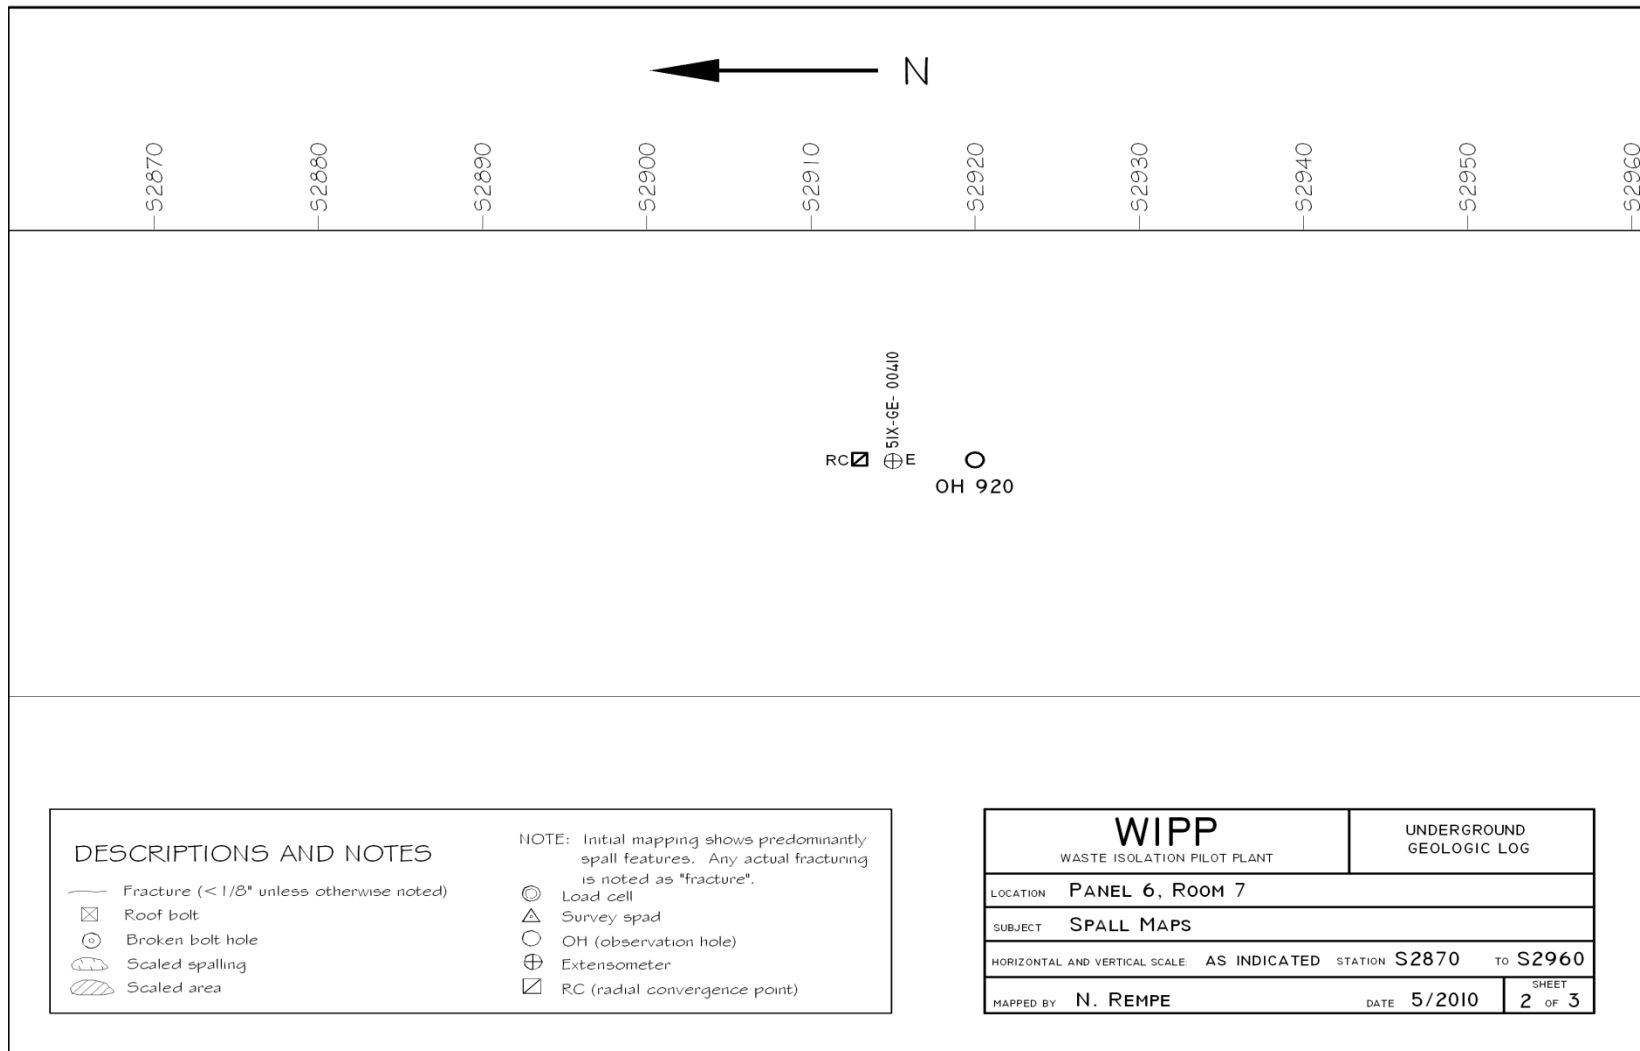 N
S2870
S2880
S2890
S2900
S2910
S2920
S2930
S2940
S2950
S2960
51X-GE- 00410
RC
E
OH 920
DESCRIPTIONS AND NOTES
Fracture (< 1/8" unless otherwise noted)
Roof bolt
Broken bolt hole
Scaled spalling
Scaled area
NOTE: Initial mapping shows predominantly
spall features. Any actual fracturing
is noted as "fracture".
Load cell
Survey spad
OH (observation hole)
Extensometer
RC (radial convergence point)
WIPP
WASTE ISOLATION PILOT PLANT
UNDERGROUND
GEOLOGIC LOG
LOCATION PANEL 6, ROOM 7
SUBJECT SPALL MAPS
HORIZONTAL AND VERTICAL SCALE: AS INDICATED STATION S2870 TO S2960
MAPPED BY N. REMPE DATE 5/2010
SHEET
2 OF 3